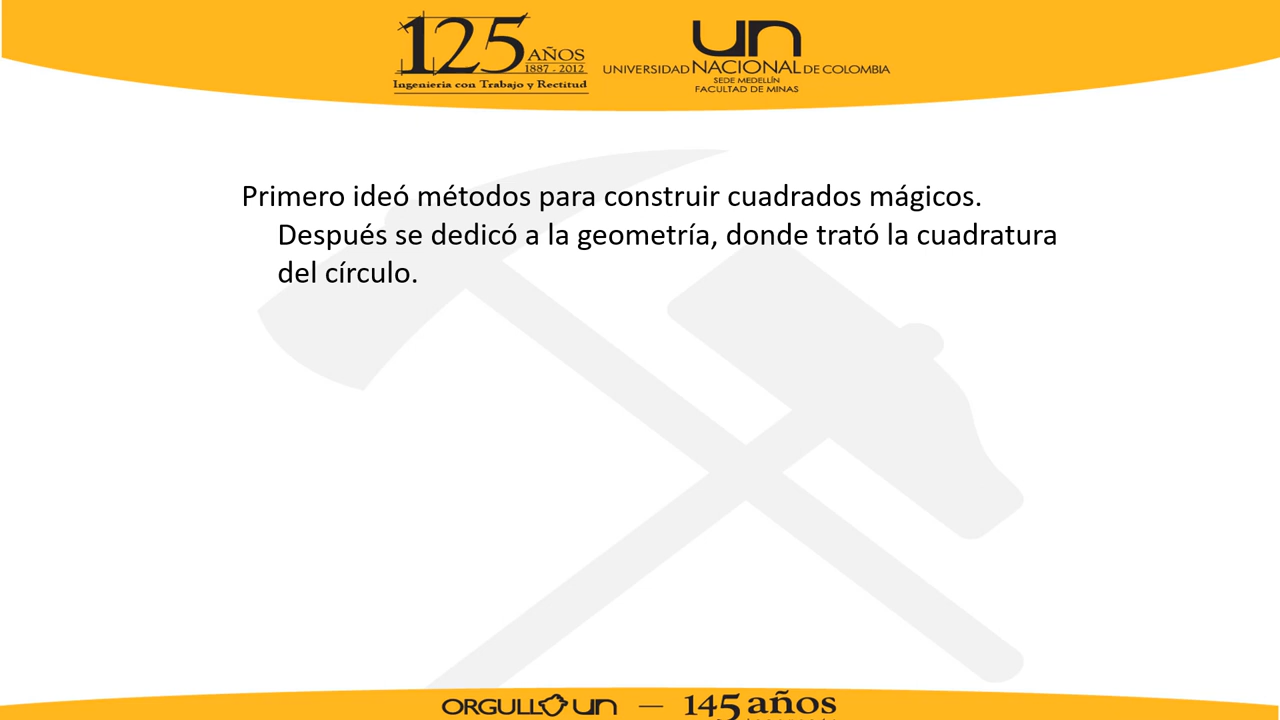 125 AÑOS
1887 - 2012
Ingeniería con Trabajo y Rectitud
un
UNIVERSIDAD NACIONAL DE COLOMBIA
SEDE MEDELLÍN
FACULTAD DE MINAS
Primero ideó métodos para construir cuadrados mágicos.
Después se dedicó a la geometría, donde trató la cuadratura
del círculo.
ORGULLO un — 145 años